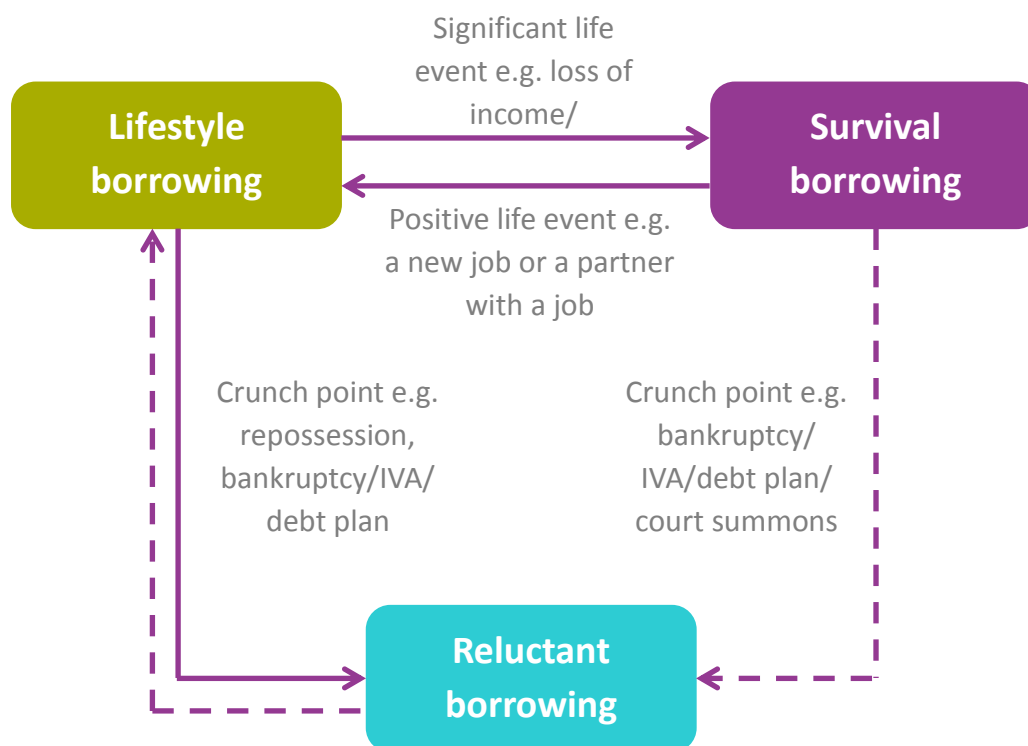 Significant life
event e.g. loss of
income/
Lifestyle
borrowing
Survival
borrowing
Positive life event e.g.
a new job or a partner
with a job
Crunch point e.g.
repossession,
bankruptcy/IVA/
debt plan
Crunch point e.g.
bankruptcy/
IVA/debt plan/
court summons
Reluctant
borrowing